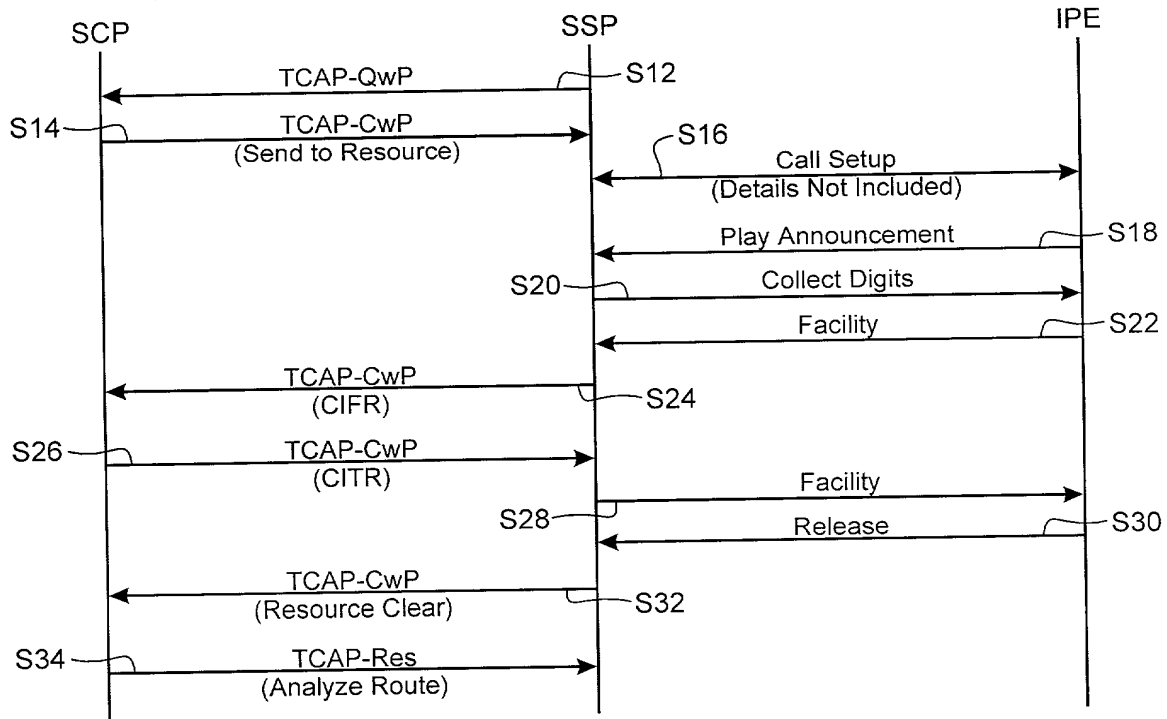 SCP SSP IPE
TCAP-QwP S12
S14 TCAP-CwP
(Send to Resource)
S16 Call Setup
(Details Not Included)
Play Announcement S18
S20 Collect Digits
Facility S22
TCAP-CwP
(CIFR) S24
S26 TCAP-CwP
(CITR)
S28 Facility
Release S30
TCAP-CwP
(Resource Clear) S32
S34 TCAP-Res
(Analyze Route)